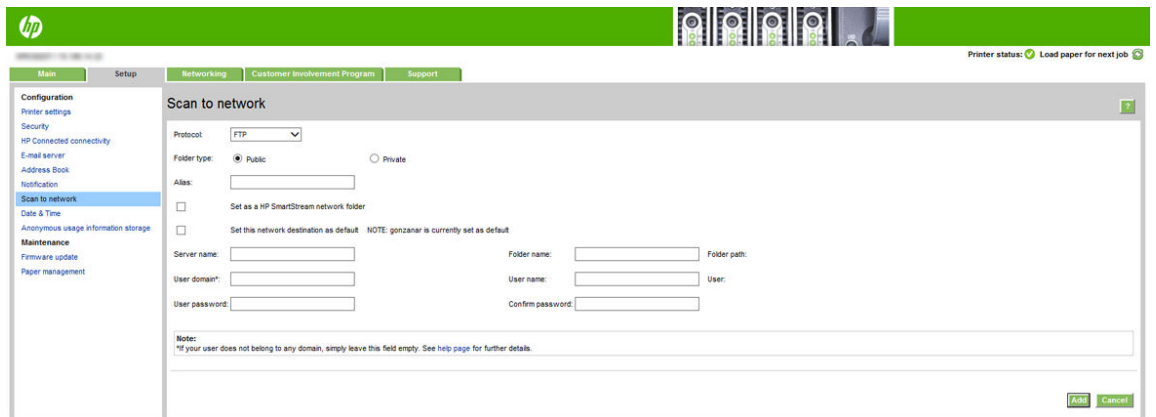 hp
Printer status: Load paper for next job
Main Setup Networking Customer Involvement Program Support
Configuration
Printer settings
Security
HP Connected connectivity
E-mail server
Address Book
Notification
Scan to network
Date & Time
Anonymous usage information storage
Maintenance
Firmware update
Paper management
Scan to network
?
Protocol: FTP
Folder type: Public Private
Alias:
Set as a HP SmartStream network folder
Set this network destination as default NOTE: gonzanar is currently set as default
Server name: Folder name: Folder path:
User domain*: User name: User:
User password: Confirm password:
Note:
*If your user does not belong to any domain, simply leave this field empty. See help page for further details.
Add Cancel